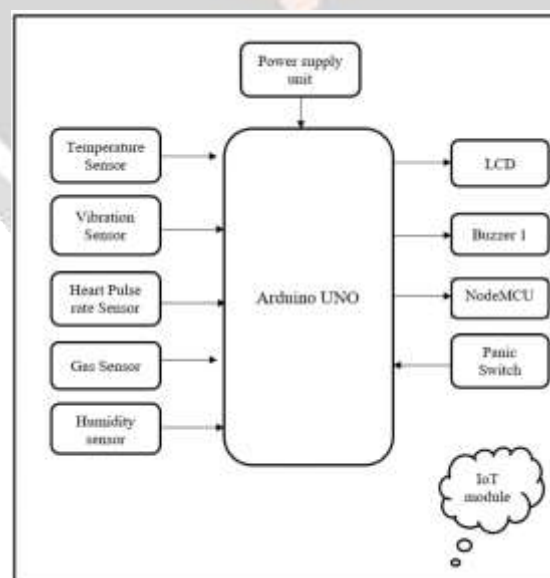 Power supply
unit
Temperature
Sensor
Vibration
Sensor
Heart Pulse
rate Sensor
Gas Sensor
Humidity
sensor
Arduino UNO
LCD
Buzzer 1
NodeMCU
Panic
Switch
IoT
module